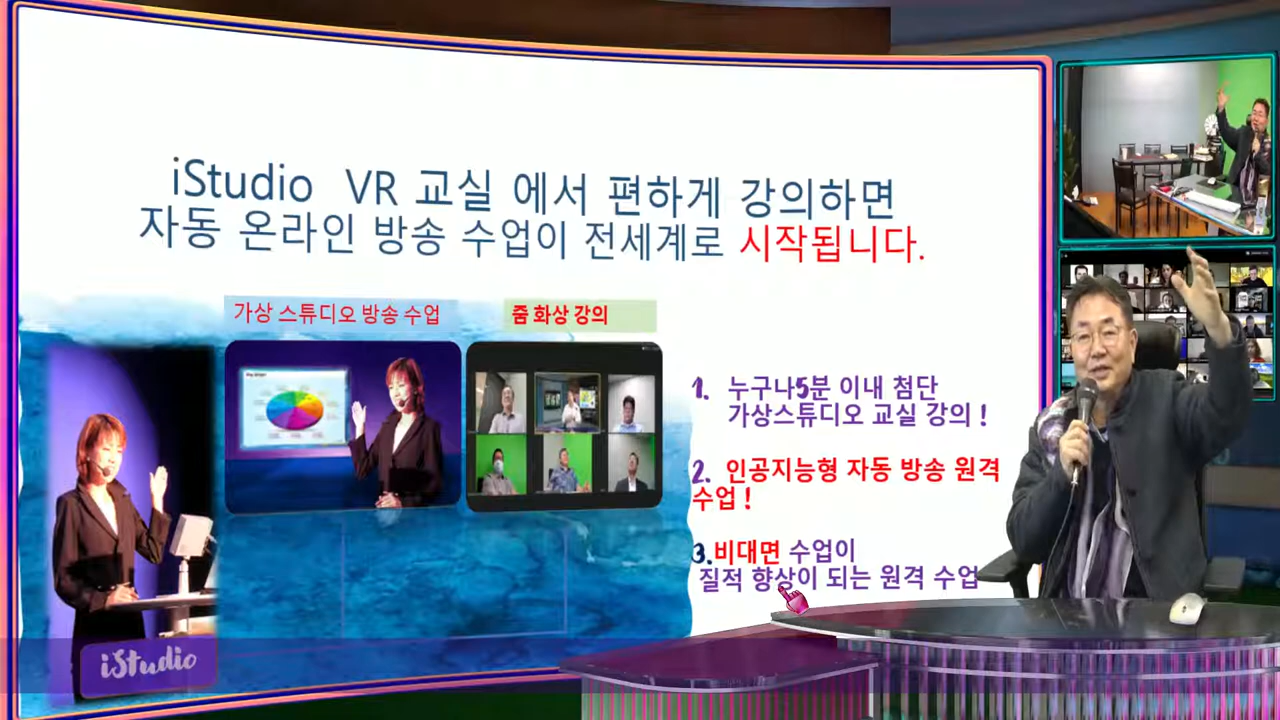 iStudio VR 교실 에서 편하게 강의하면
자동 온라인 방송 수업이 전세계로 시작됩니다.
가상 스튜디오 방송 수업
줌 화상 강의
1. 누구나5분 이내 첨단
가상스튜디오 교실 강의 !
2. 인공지능형 자동 방송 원격
수업 !
3.비대면 수업이
질적 향상이 되는 원격 수업
iStudio